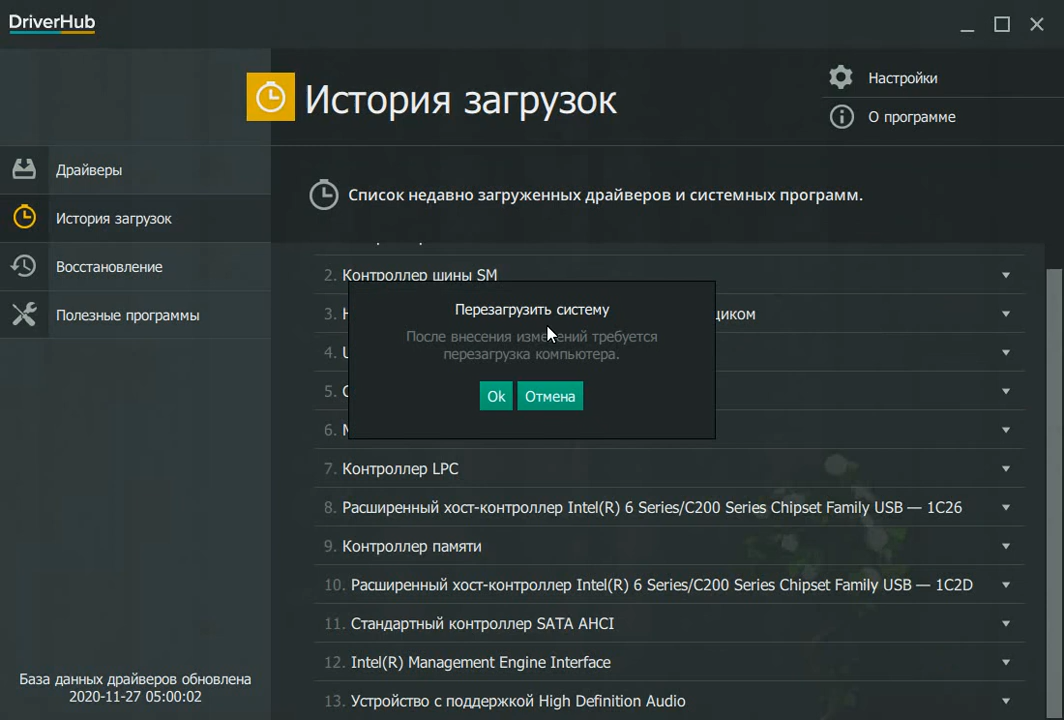 DriverHub
История загрузок
Настройки
О программе
Драйверы
История загрузок
Восстановление
Полезные программы
Список недавно загруженных драйверов и системных программ.
2. Контроллер шины SM
3.
4.
5.
6.
Перезагрузить систему
После внесения изменений требуется
перезагрузка компьютера.
Ok
Отмена
7. Контроллер LPC
8. Расширенный хост-контроллер Intel(R) 6 Series/C200 Series Chipset Family USB — 1C26
9. Контроллер памяти
10. Расширенный хост-контроллер Intel(R) 6 Series/C200 Series Chipset Family USB — 1C2D
11. Стандартный контроллер SATA AHCI
12. Intel(R) Management Engine Interface
13. Устройство с поддержкой High Definition Audio
База данных драйверов обновлена
2020-11-27 05:00:02